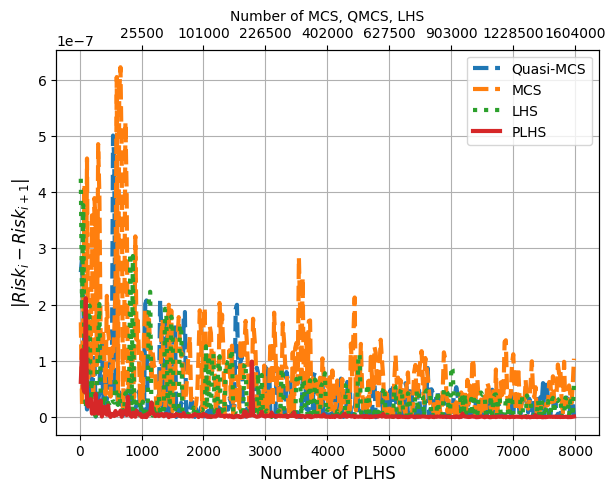 Number of MCS, QMCS, LHS
25500 101000 226500 402000 627500 903000 1228500 1604000
1e−7
Quasi-MCS
MCS
LHS
PLHS
6
5
4
3
2
1
0
|Risk_i − Risk_{i+1}|
0 1000 2000 3000 4000 5000 6000 7000 8000
Number of PLHS